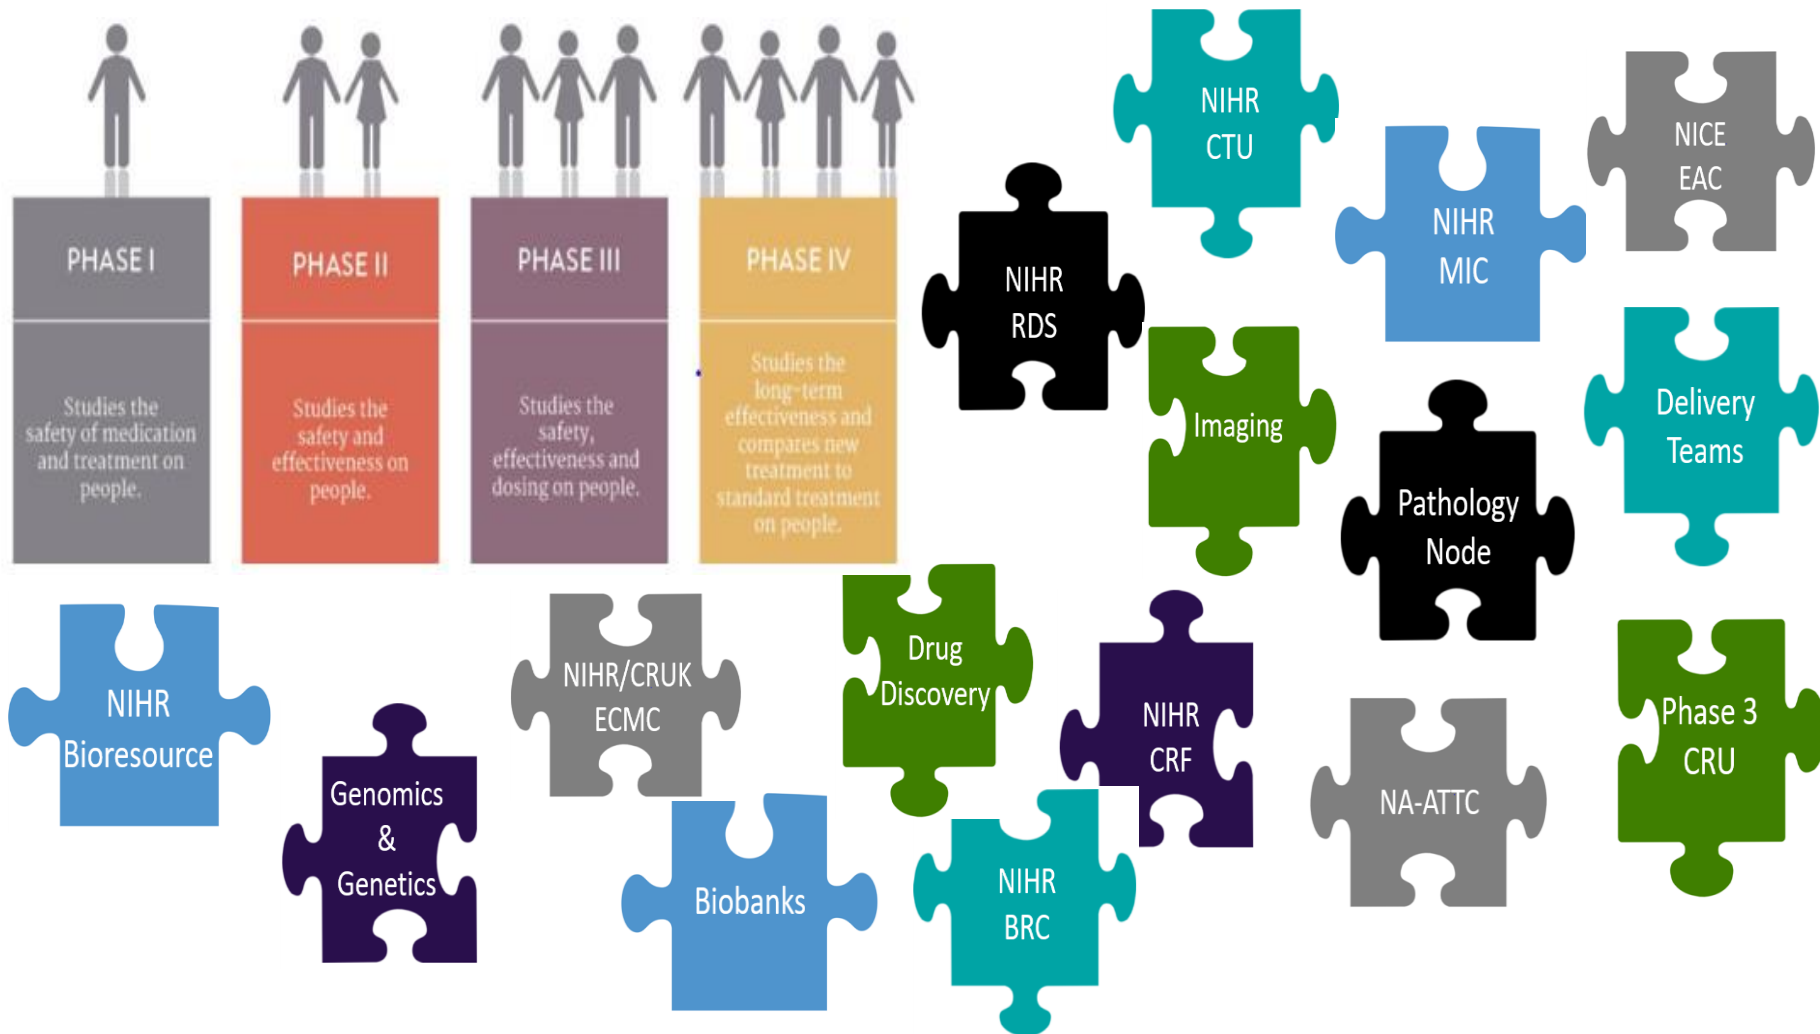 PHASE I
Studies the
safety of medication
and treatment on
people.
PHASE II
Studies the
safety and
effectiveness on
people.
PHASE III
Studies the
safety,
effectiveness and
dosing on people.
PHASE IV
Studies the
long-term
effectiveness and
compares new
treatment to
standard treatment
on people.
NIHR
CTU
NICE
EAC
NIHR
MIC
NIHR
RDS
Imaging
Delivery
Teams
Pathology
Node
NIHR
Bioresource
Genomics
&
Genetics
NIHR/CRUK
ECMC
Biobanks
Drug
Discovery
NIHR
BRC
NIHR
CRF
NA-ATTC
Phase 3
CRU